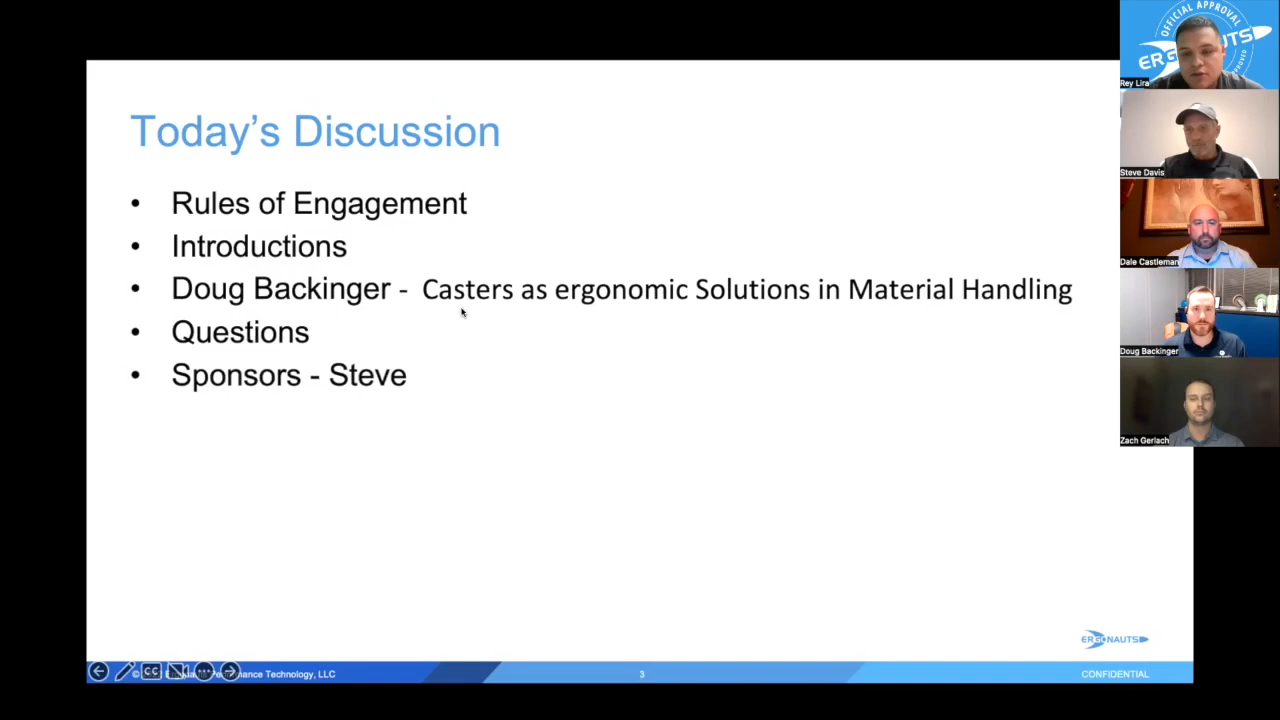 Today's Discussion
• Rules of Engagement
• Introductions
• Doug Backinger - Casters as ergonomic Solutions in Material Handling
• Questions
• Sponsors - Steve
ERGONAUTS
Technology, LLC
3
CONFIDENTIAL
CC
OFFICIAL APPROVAL
Rey Lira
Steve Davis
Dale Castleman
Doug Backinger
Zach Gerlach